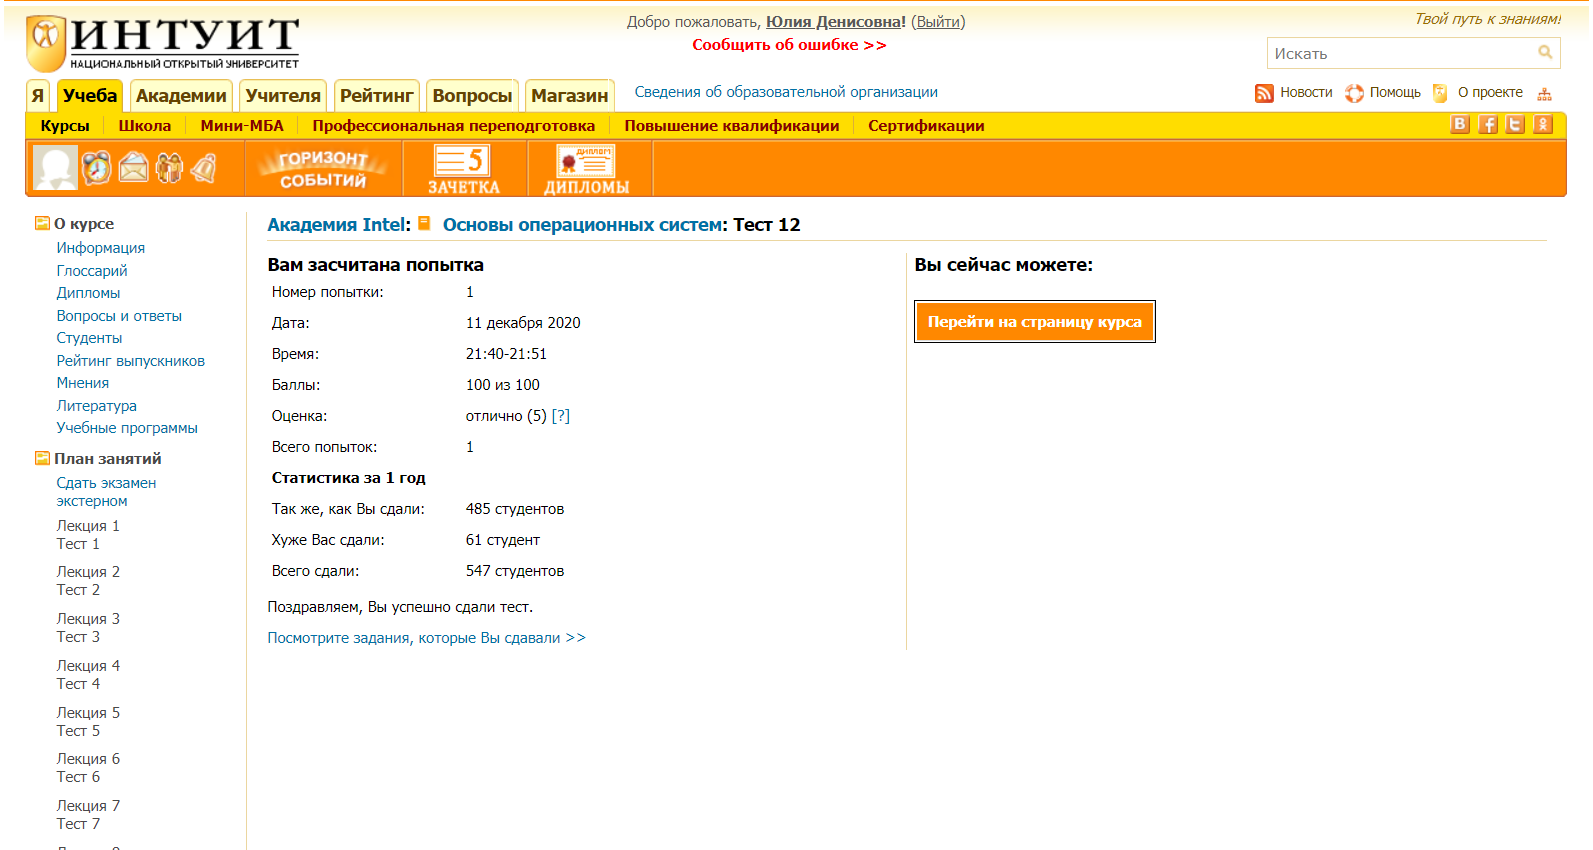 ИНТУИТ
НАЦИОНАЛЬНЫЙ ОТКРЫТЫЙ УНИВЕРСИТЕТ
Добро пожаловать, Юлия Денисовна! (Выйти)
Сообщить об ошибке >>
Твой путь к знаниям!
Искать
Я Учеба Академии Учителя Рейтинг Вопросы Магазин Сведения об образовательной организации
Новости Помощь О проекте
Курсы Школа Мини-МБА Профессиональная переподготовка Повышение квалификации Сертификации
ГОРИЗОНТ СОБЫТИЙ
5
ЗАЧЕТКА
ДИПЛОМ
ДИПЛОМЫ
О курсе
Информация
Глоссарий
Дипломы
Вопросы и ответы
Студенты
Рейтинг выпускников
Мнения
Литература
Учебные программы
План занятий
Сдать экзамен
экстерном
Лекция 1
Тест 1
Лекция 2
Тест 2
Лекция 3
Тест 3
Лекция 4
Тест 4
Лекция 5
Тест 5
Лекция 6
Тест 6
Лекция 7
Тест 7
Академия Intel: Основы операционных систем: Тест 12
Вам засчитана попытка
Номер попытки: 1
Дата: 11 декабря 2020
Время: 21:40-21:51
Баллы: 100 из 100
Оценка: отлично (5) [?]
Всего попыток: 1
Статистика за 1 год
Так же, как Вы сдали: 485 студентов
Хуже Вас сдали: 61 студент
Всего сдали: 547 студентов
Поздравляем, Вы успешно сдали тест.
Посмотрите задания, которые Вы сдавали >>
Вы сейчас можете:
Перейти на страницу курса